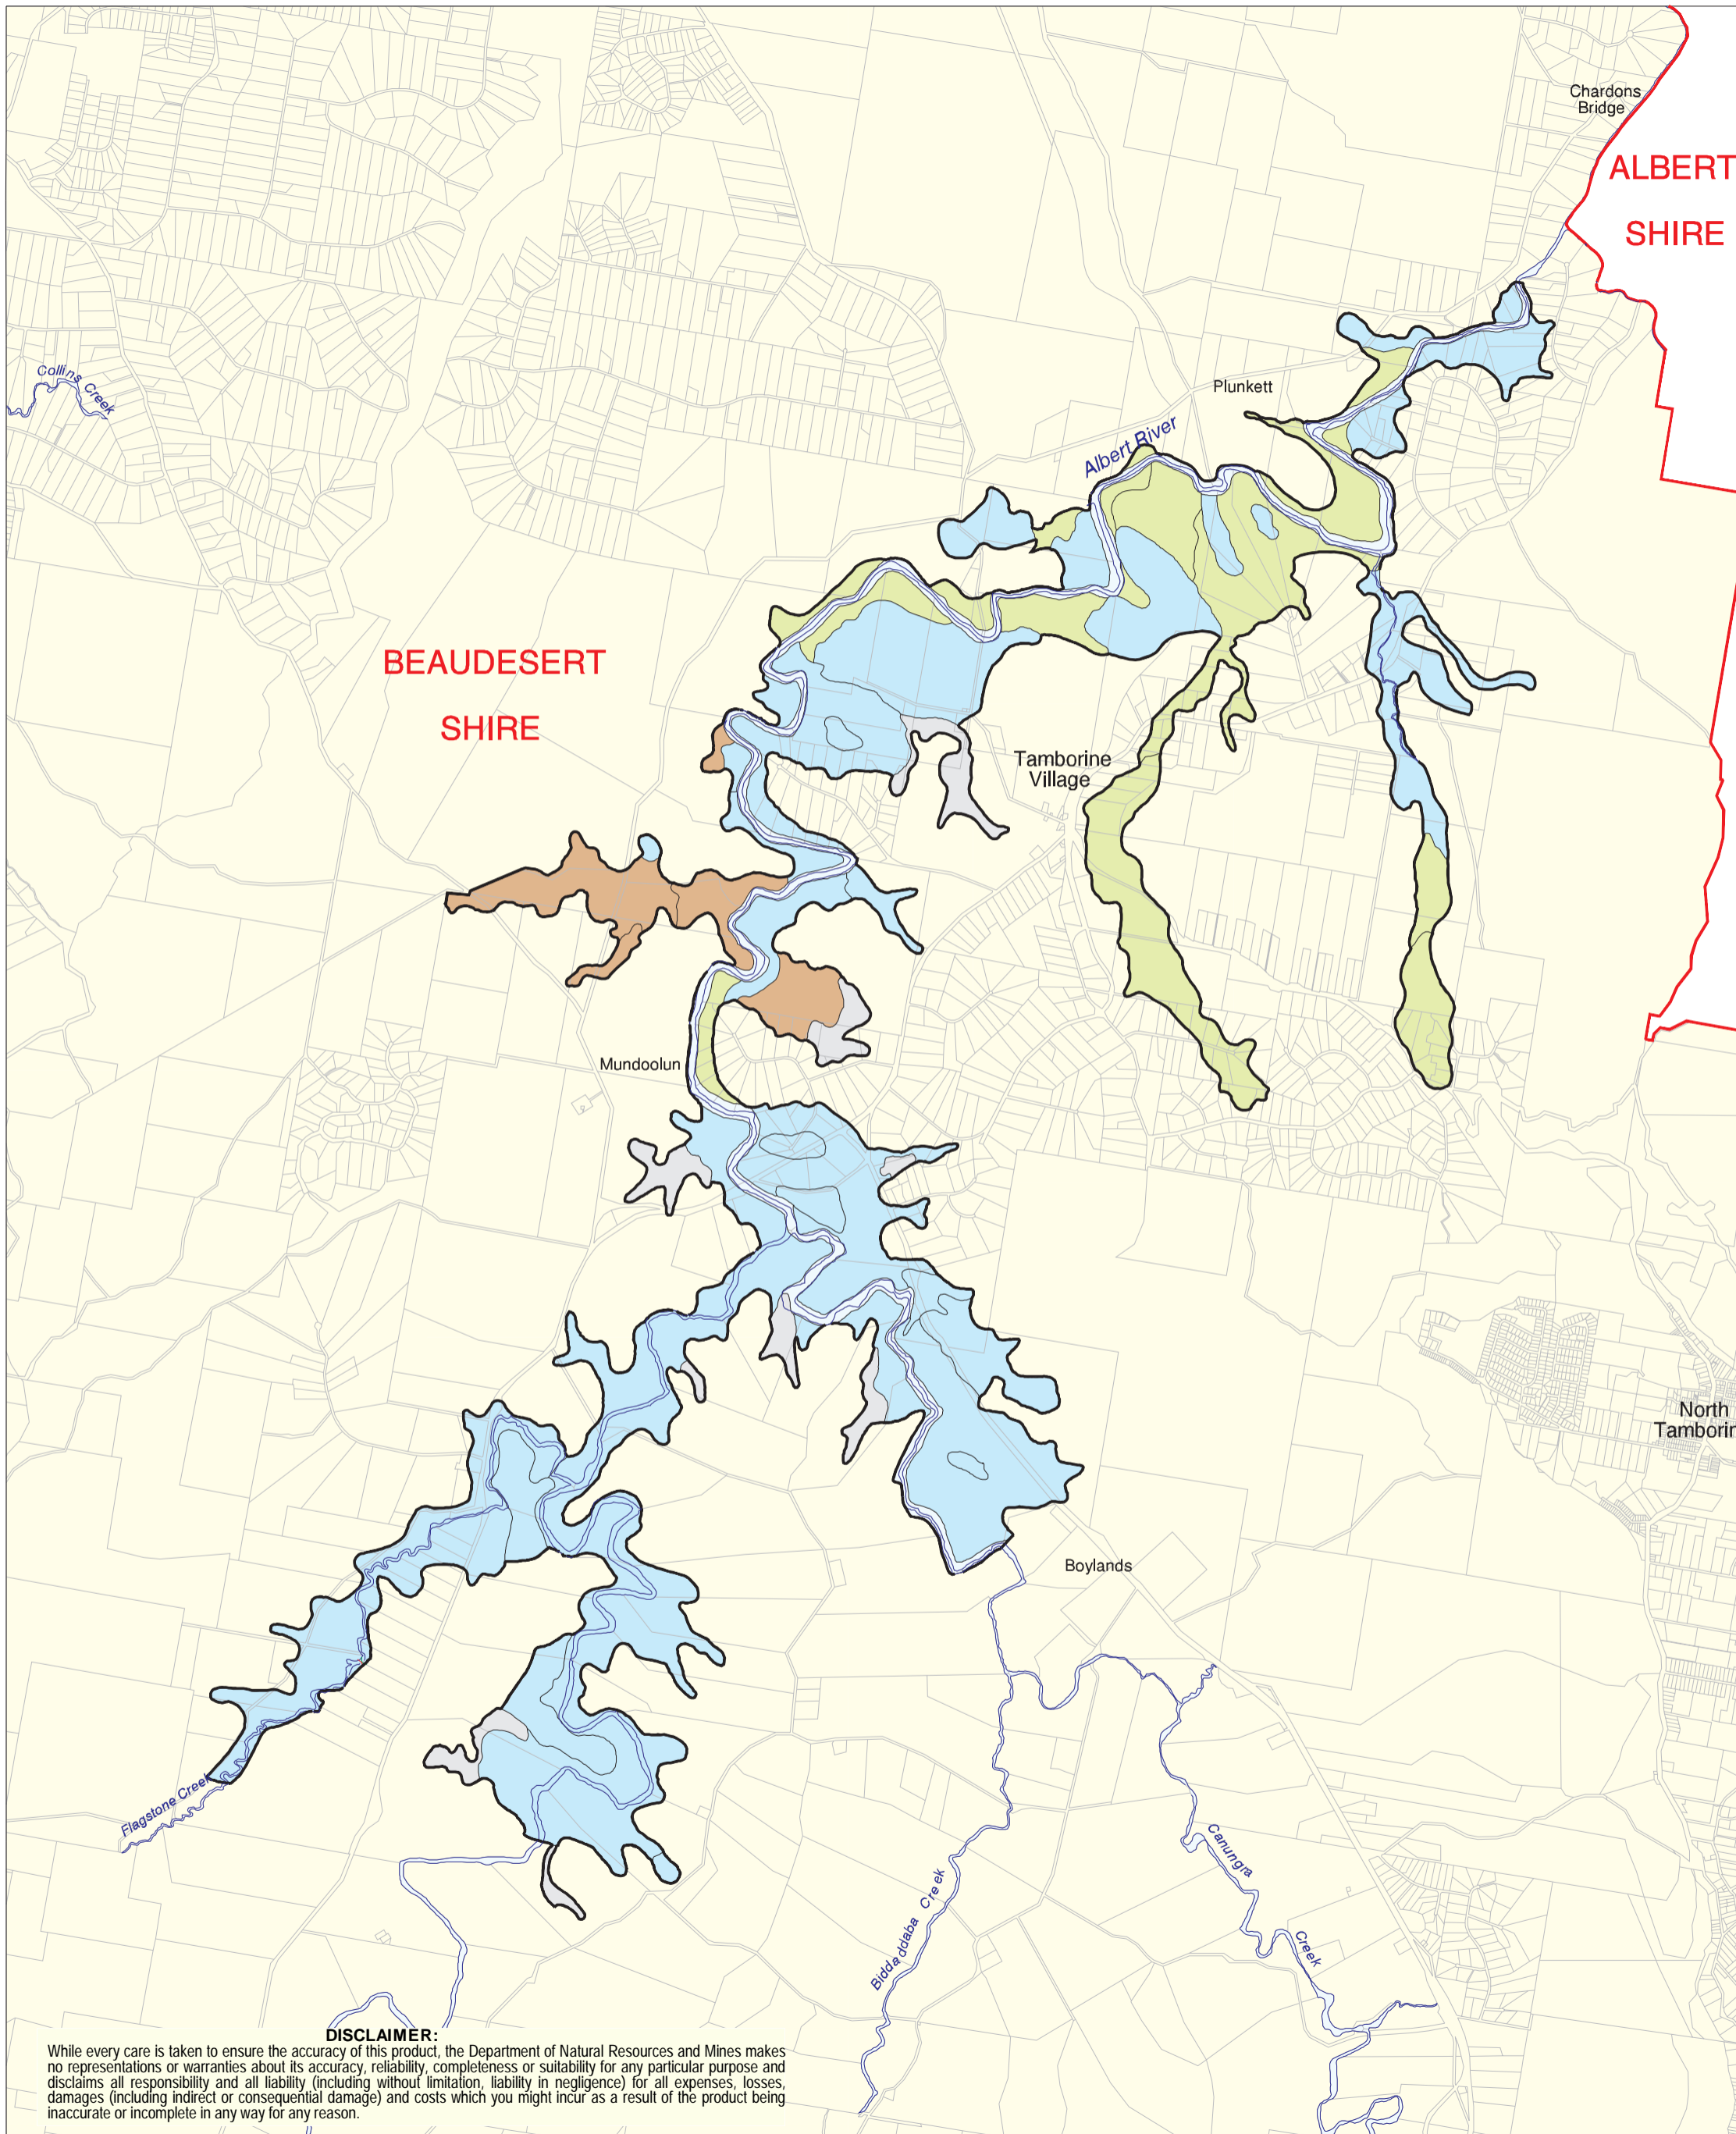 Chardons
Bridge
ALBERT
SHIRE
Collins Creek
Plunkett
Albert River
BEAUDESERT
SHIRE
Tamborine
Village
Mundoolun
North
Tamborin
Boylands
Flagstone Creek
Canungra
Creek
Biddaddaba Creek
DISCLAIMER:
While every care is taken to ensure the accuracy of this product, the Department of Natural Resources and Mines makes
no representations or warranties about its accuracy, reliability, completeness or suitability for any particular purpose and
disclaims all responsibility and all liability (including without limitation, liability in negligence) for all expenses, losses,
damages (including indirect or consequential damage) and costs which you might incur as a result of the product being
inaccurate or incomplete in any way for any reason.